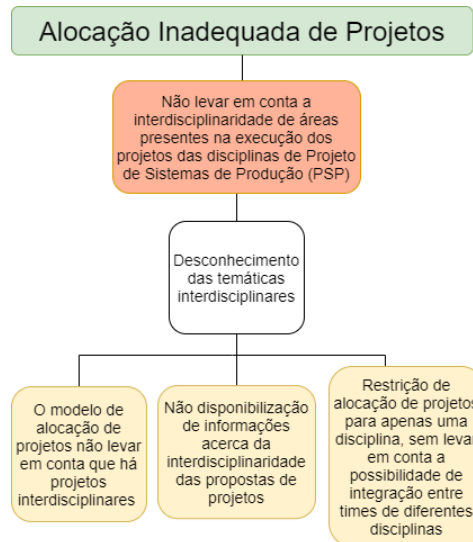 Alocação Inadequada de Projetos
Não levar em conta a
interdisciplinaridade de áreas
presentes na execução dos
projetos das disciplinas de Projeto
de Sistemas de Produção (PSP)
Desconhecimento
das temáticas
interdisciplinares
O modelo de
alocação de
projetos não levar
em conta que há
projetos
interdisciplinares
Não disponibilização
de informações
acerca da
interdisciplinaridade
das propostas de
projetos
Restrição de
alocação de projetos
para apenas uma
disciplina, sem levar
em conta a
possibilidade de
integração entre
times de diferentes
disciplinas